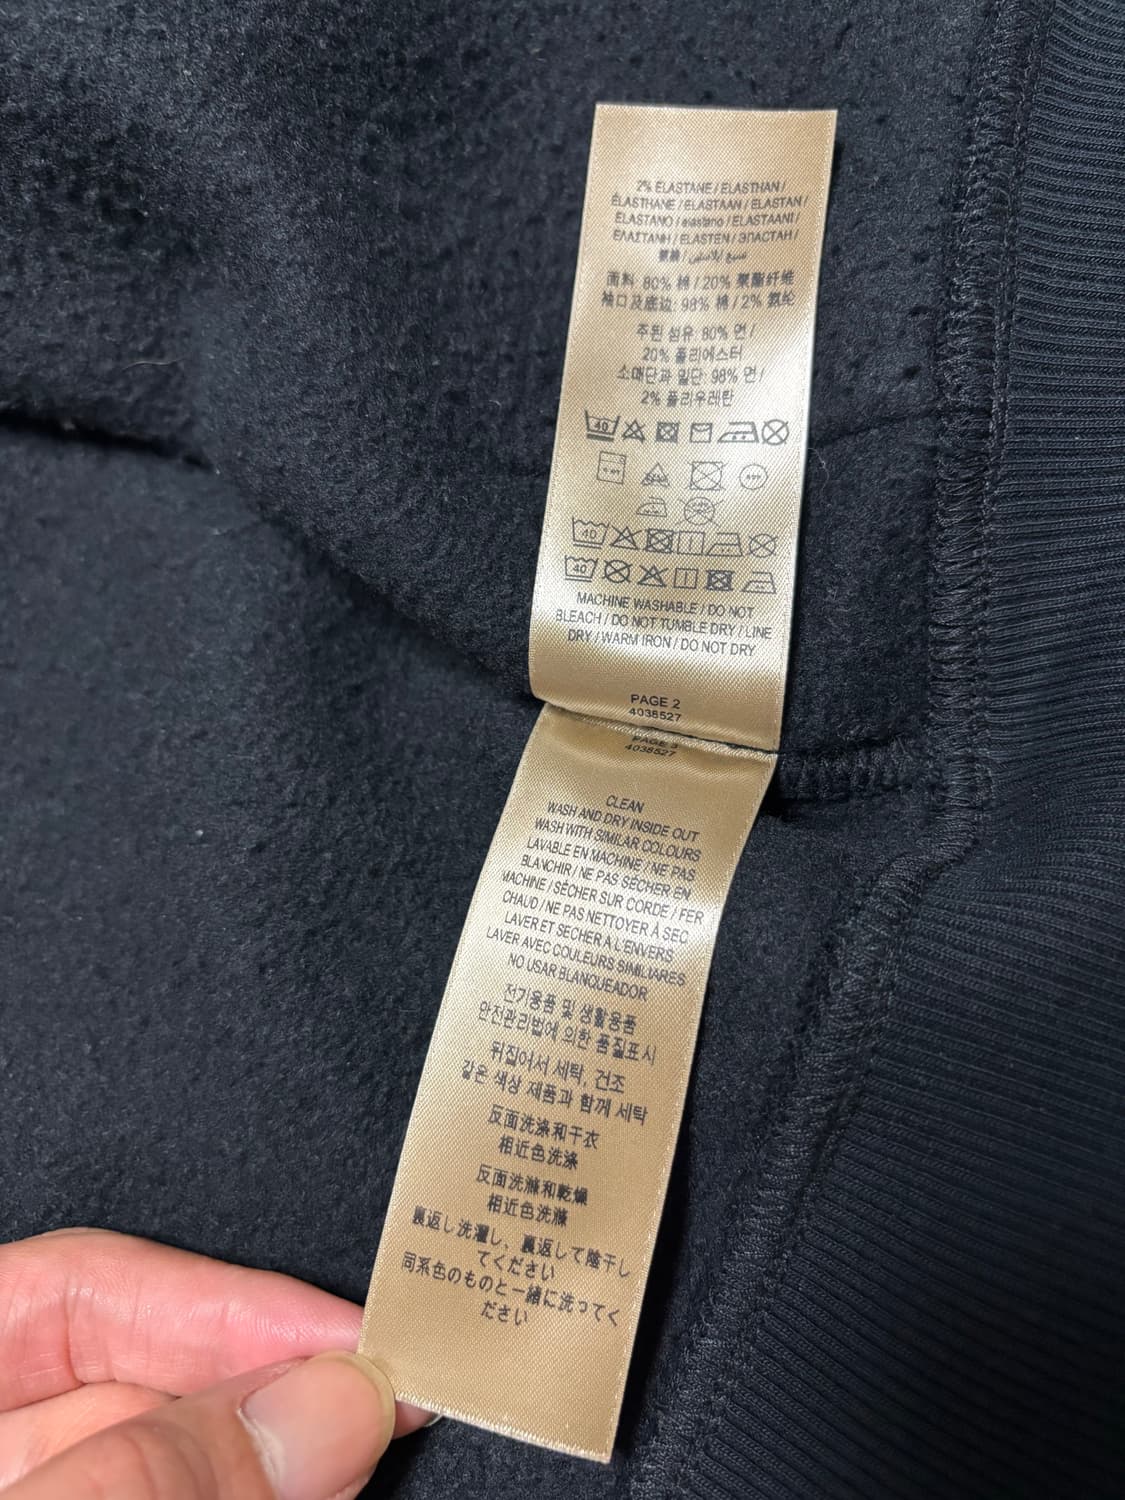 2% ELASTANE / ELASTHAN /
ÉLASTHANE / ELASTAAN / ELASTAN /
ELASTANO / elastano / ELASTAANI /
ΕΛΑΣΤΑΝΗ / ELASTEN / ЭПАСТАН /
面料: 80% 棉 / 20% 聚酯纤维
袖口及底边: 98% 棉 / 2% 氨纶
주된 섬유: 80% 면 /
20% 폴리에스터
소매단과 밑단: 98% 면 /
2% 폴리우레탄
40
40
40
MACHINE WASHABLE / DO NOT
BLEACH / DO NOT TUMBLE DRY / LINE
DRY / WARM IRON / DO NOT DRY
PAGE 2
4038527
PAGE 3
4038527
CLEAN
WASH AND DRY INSIDE OUT
WASH WITH SIMILAR COLOURS
LAVABLE EN MACHINE / NE PAS
BLANCHIR / NE PAS SÉCHER EN
MACHINE / SÉCHER SUR CORDE / FER
CHAUD / NE PAS NETTOYER À SEC
LAVER ET SECHER A L'ENVERS
LAVER AVEC COULEURS SIMILIARES
NO USAR BLANQUEADOR
전기용품 및 생활용품
안전관리법에 의한 품질표시
뒤집어서 세탁, 건조
같은 색상 제품과 함께 세탁
反面洗涤和干衣
相近色洗涤
反面洗滌和乾燥
相近色洗滌
裏返し洗濯し、裏返して陰干し
てください
同系色のものと一緒に洗ってく
ださい